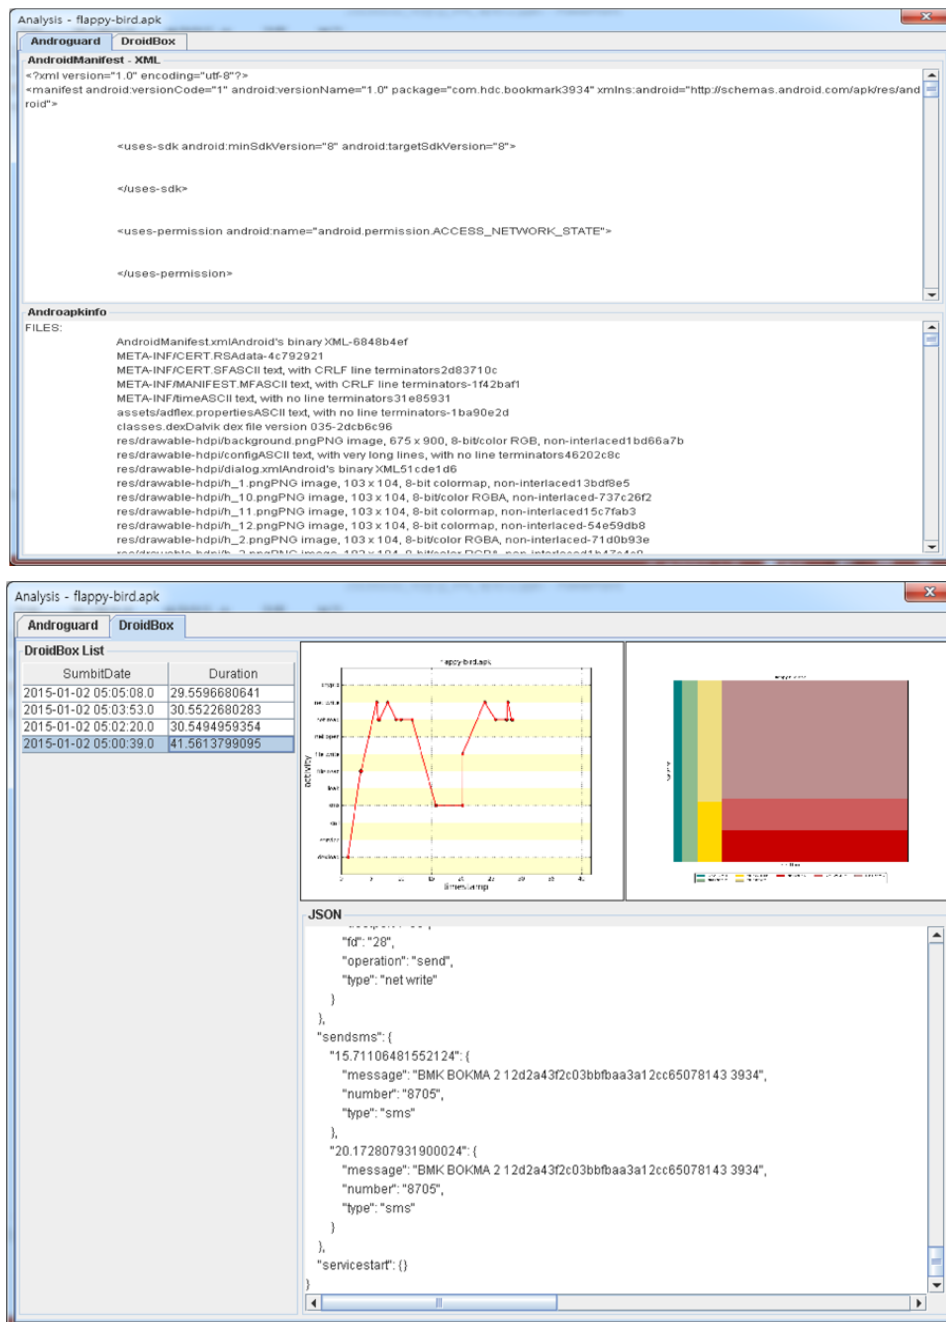 Analysis - flappy-bird.apk
Androguard DroidBox
AndroidManifest - XML
<?xml version="1.0" encoding="utf-8"?>
<manifest android:versionCode="1" android:versionName="1.0" package="com.hdc.bookmark3934" xmlns:android="http://schemas.android.com/apk/res/and
roid">
<uses-sdk android:minSdkVersion="8" android:targetSdkVersion="8">
</uses-sdk>
<uses-permission android:name="android.permission.ACCESS_NETWORK_STATE">
</uses-permission>
Androapkinfo
FILES:
AndroidManifest.xmlAndroid's binary XML-6848b4ef
META-INF/CERT.RSAdata-4c792921
META-INF/CERT.SFASCII text, with CRLF line terminators2d83710c
META-INF/MANIFEST.MFASCII text, with CRLF line terminators-1f42baf1
META-INF/timeASCII text, with no line terminators31e85931
assets/adflex.propertiesASCII text, with no line terminators-1ba90e2d
classes.dexDalvik dex file version 035-2dcb6c96
res/drawable-hdpi/background.pngPNG image, 675 x 900, 8-bit/color RGB, non-interlaced1bd66a7b
res/drawable-hdpi/configASCII text, with very long lines, with no line terminators46202c8c
res/drawable-hdpi/dialog.xmlAndroid's binary XML51cde1d6
res/drawable-hdpi/h_1.pngPNG image, 103 x 104, 8-bit colormap, non-interlaced13bdf8e5
res/drawable-hdpi/h_10.pngPNG image, 103 x 104, 8-bit/color RGBA, non-interlaced-737c26f2
res/drawable-hdpi/h_11.pngPNG image, 103 x 104, 8-bit colormap, non-interlaced15c7fab3
res/drawable-hdpi/h_12.pngPNG image, 103 x 104, 8-bit colormap, non-interlaced-54e59db8
res/drawable-hdpi/h_2.pngPNG image, 103 x 104, 8-bit/color RGBA, non-interlaced-71d0b93e
Analysis - flappy-bird.apk
Androguard DroidBox
DroidBox List
SumbitDate Duration
2015-01-02 05:05:08.0 29.5596680641
2015-01-02 05:03:53.0 30.5522680283
2015-01-02 05:02:20.0 30.5494959354
2015-01-02 05:00:39.0 41.5613799095
flappy-bird.apk
activity
timestamp
JSON
"fd": "28",
"operation": "send",
"type": "net write"
}
},
"sendsms": {
"15.71106481552124": {
"message": "BMK BOKMA 2 12d2a43f2c03bbfbaa3a12cc65078143 3934",
"number": "8705",
"type": "sms"
},
"20.172807931900024": {
"message": "BMK BOKMA 2 12d2a43f2c03bbfbaa3a12cc65078143 3934",
"number": "8705",
"type": "sms"
}
},
"servicestart": {}
}